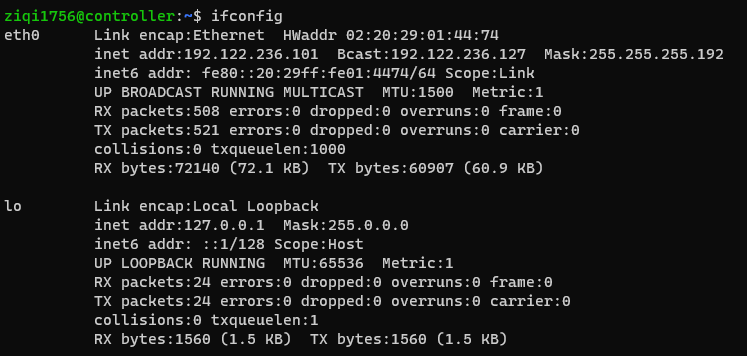 ziqi1756@controller:~$ ifconfig
eth0      Link encap:Ethernet  HWaddr 02:20:29:01:44:74
          inet addr:192.122.236.101  Bcast:192.122.236.127  Mask:255.255.255.192
          inet6 addr: fe80::20:29ff:fe01:4474/64 Scope:Link
          UP BROADCAST RUNNING MULTICAST  MTU:1500  Metric:1
          RX packets:508 errors:0 dropped:0 overruns:0 frame:0
          TX packets:521 errors:0 dropped:0 overruns:0 carrier:0
          collisions:0 txqueuelen:1000
          RX bytes:72140 (72.1 KB)  TX bytes:60907 (60.9 KB)

lo        Link encap:Local Loopback
          inet addr:127.0.0.1  Mask:255.0.0.0
          inet6 addr: ::1/128 Scope:Host
          UP LOOPBACK RUNNING  MTU:65536  Metric:1
          RX packets:24 errors:0 dropped:0 overruns:0 frame:0
          TX packets:24 errors:0 dropped:0 overruns:0 carrier:0
          collisions:0 txqueuelen:1
          RX bytes:1560 (1.5 KB)  TX bytes:1560 (1.5 KB)